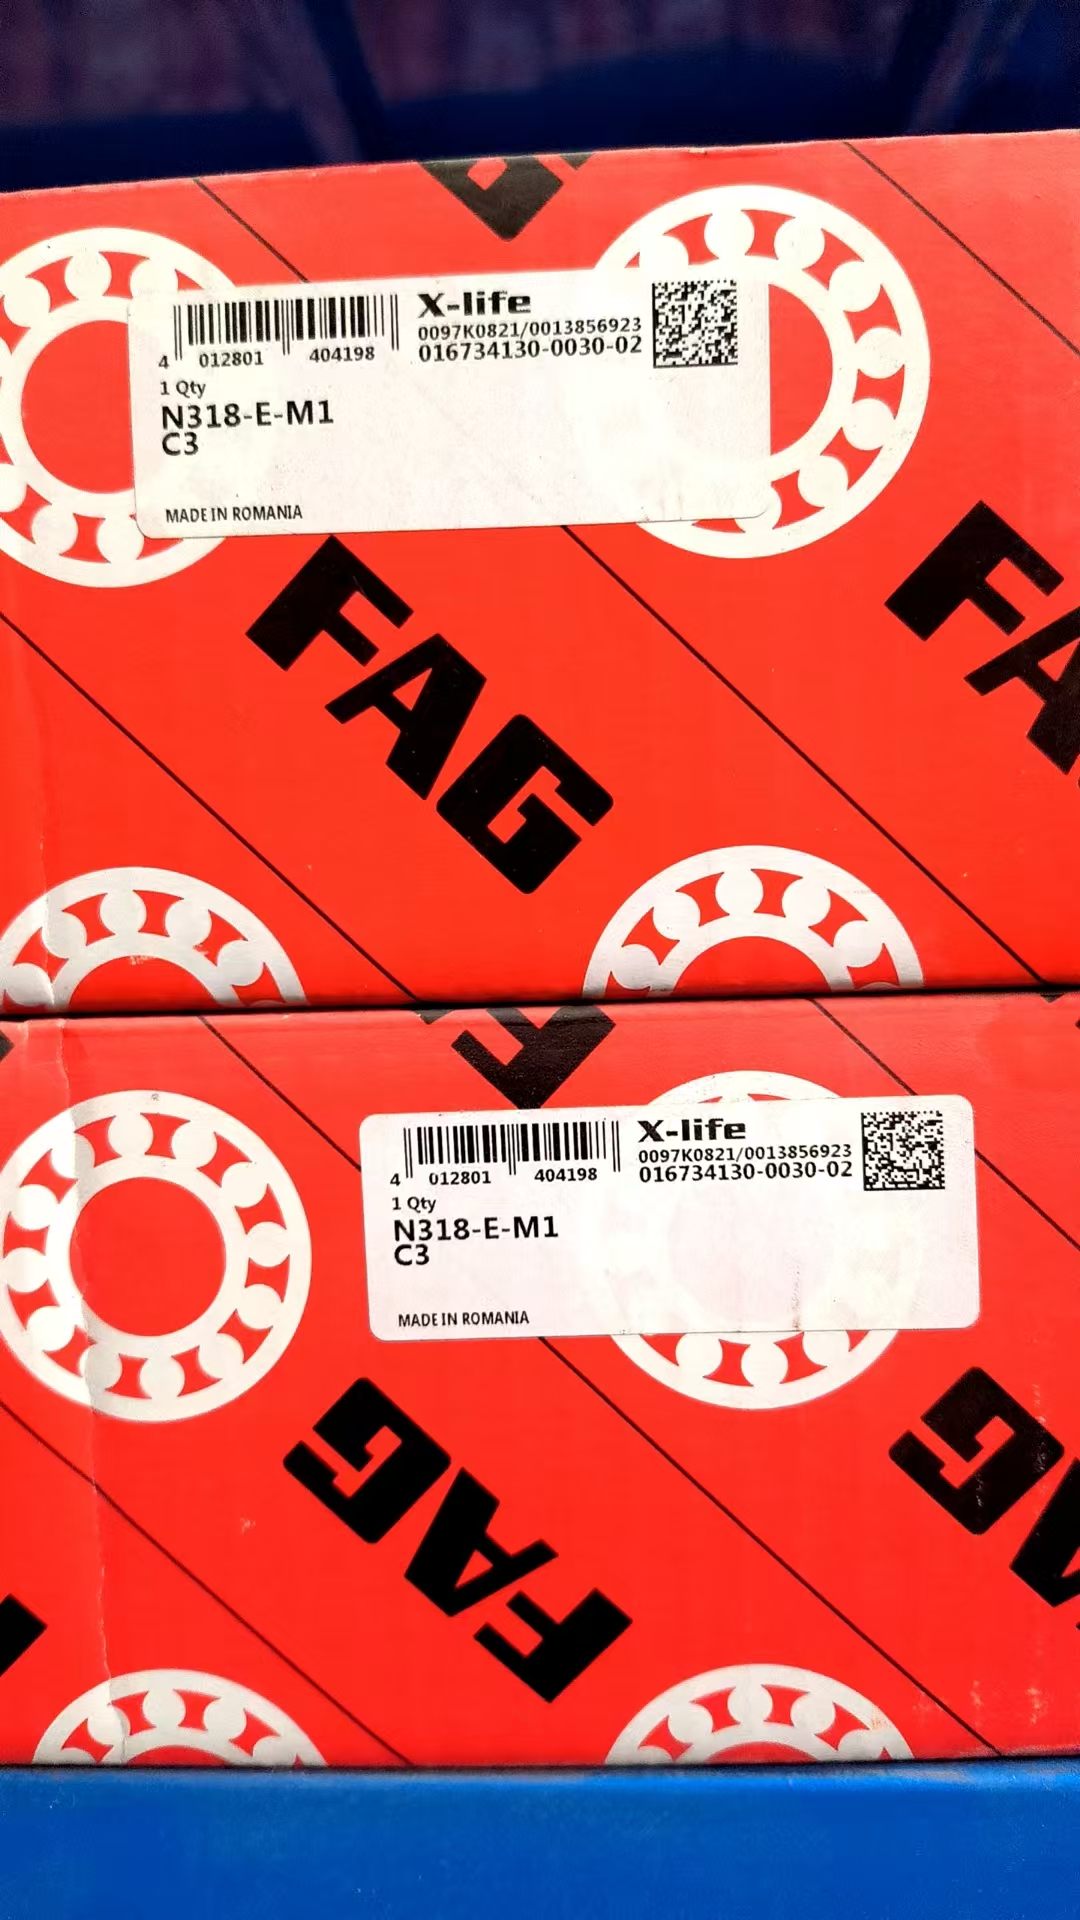 X-life
0097K0821/0013856923
016734130-0030-02
4 012801 404198
1 Qty
N318-E-M1
C3
MADE IN ROMANIA
FAG
FA
X-life
0097K0821/0013856923
016734130-0030-02
4 012801 404198
1 Qty
N318-E-M1
C3
MADE IN ROMANIA
FAG